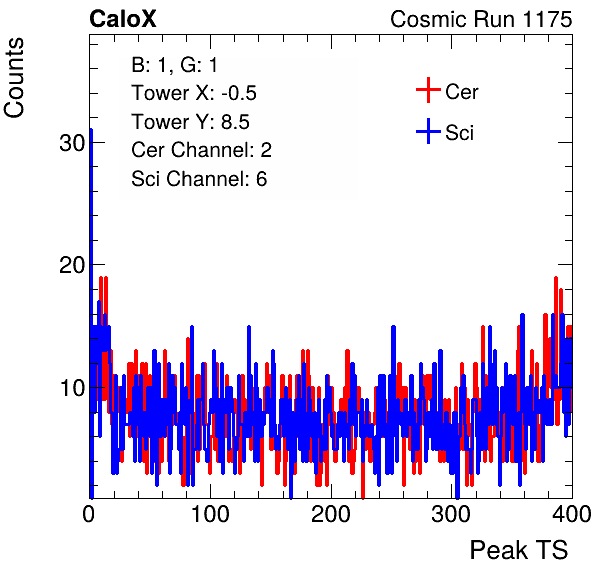 CaloX Cosmic Run 1175
Counts
B: 1, G: 1
Tower X: -0.5
Tower Y: 8.5
Cer Channel: 2
Sci Channel: 6
Cer
Sci
30
20
10
0 100 200 300 400
Peak TS